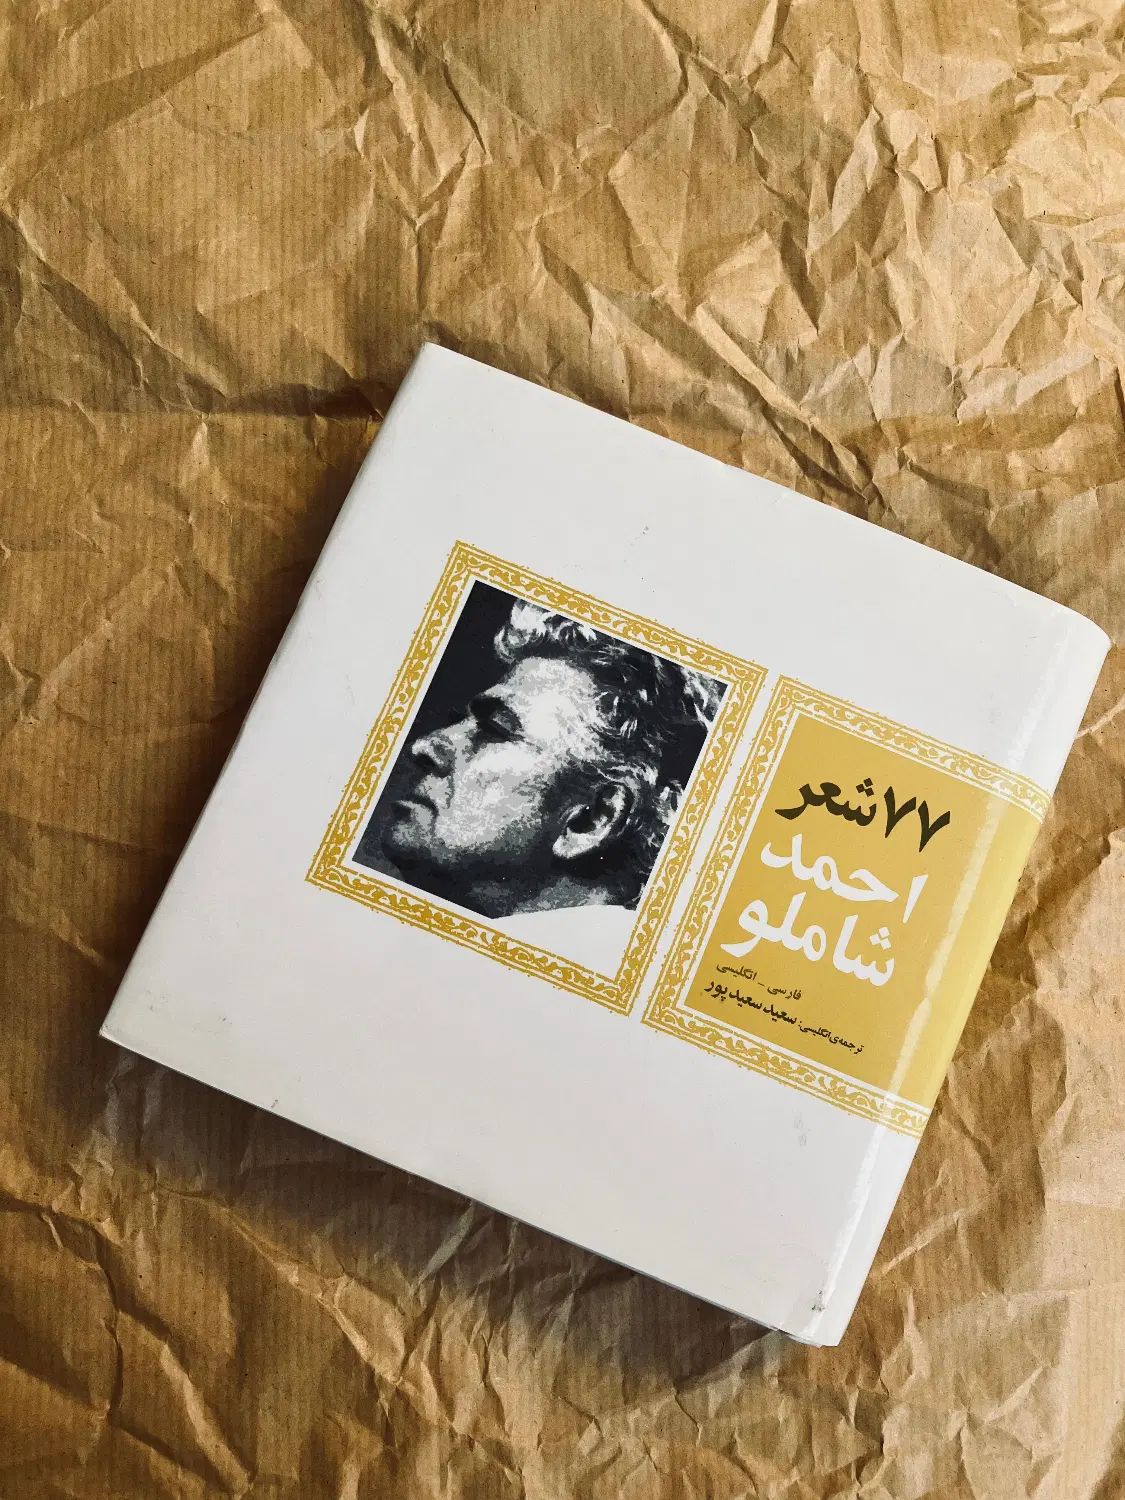 ۷۷ شعر
احمد
شاملو
فارسی - انگلیسی
ترجمه‌ی انگلیسی: سعید سعیدپور